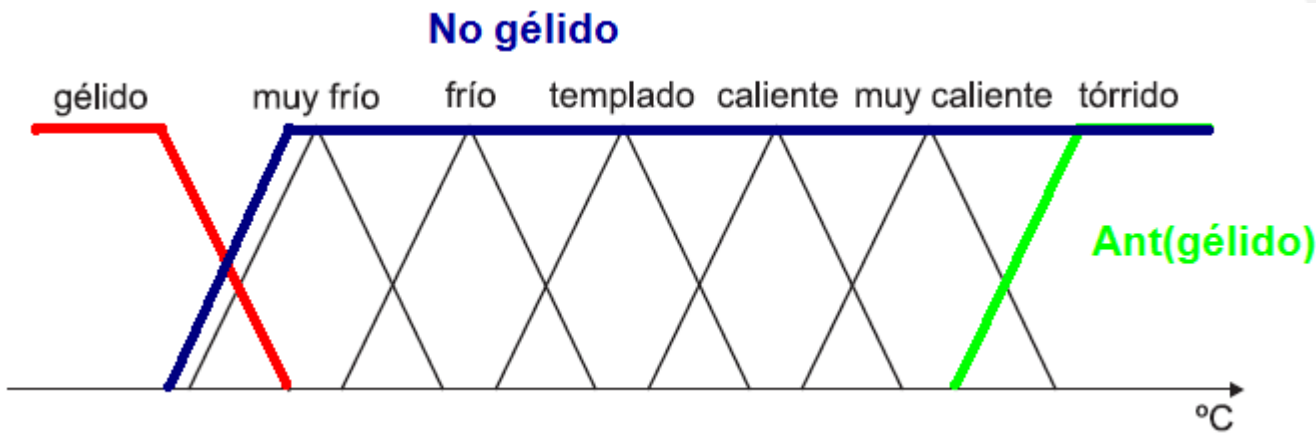 No gélido
gélido muy frío frío templado caliente muy caliente tórrido
Ant(gélido)
ºC